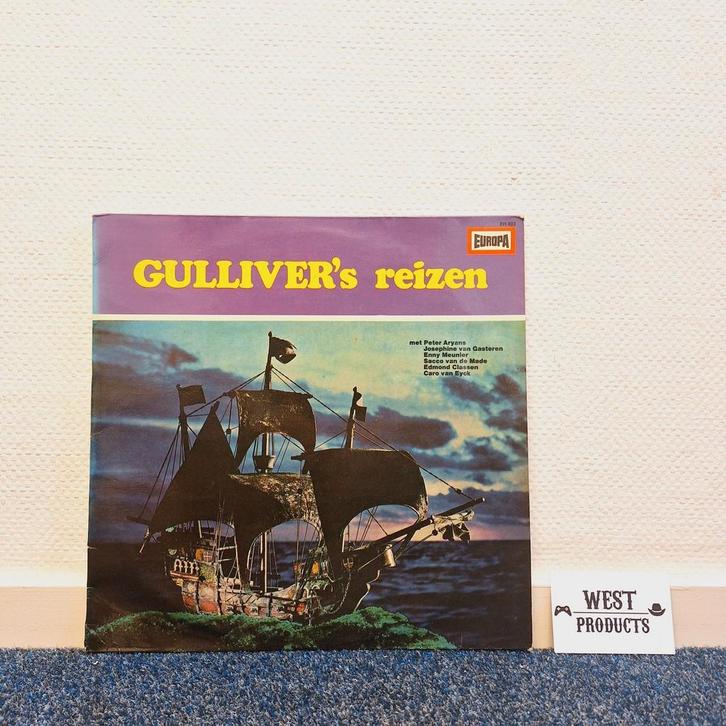 EUROPA
GULLIVER's reizen
met Peter Aryans
Josephine van Gasteren
Enny Meunier
Sacco van de Made
Edmond Classen
Caro van Eyck
WEST
PRODUCTS